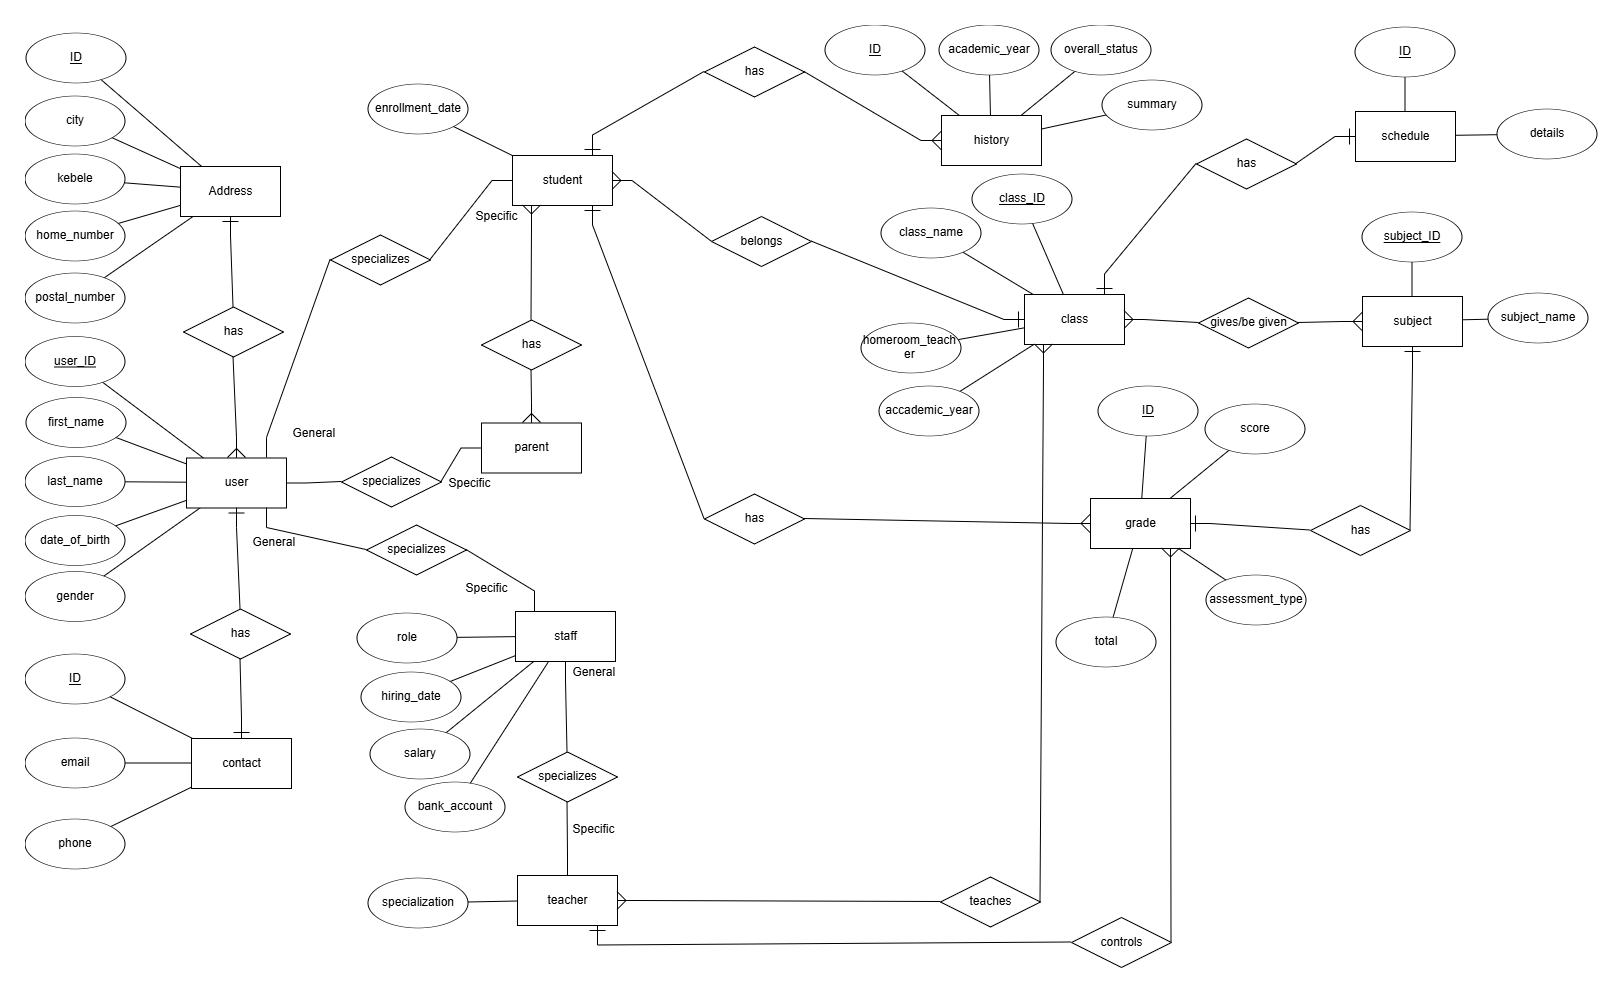 ID
city
kebele
home_number
postal_number
Address
has
user_ID
first_name
last_name
date_of_birth
gender
user
General
General
has
ID
email
phone
contact
enrollment_date
student
Specific
specializes
has
parent
specializes
Specific
specializes
Specific
staff
General
role
hiring_date
salary
bank_account
specializes
Specific
teacher
specialization
has
ID
academic_year
overall_status
summary
history
belongs
class_ID
class_name
class
homeroom_teach
er
accademic_year
has
ID
schedule
details
gives/be given
subject_ID
subject
subject_name
has
ID
score
grade
has
assessment_type
total
teaches
controls